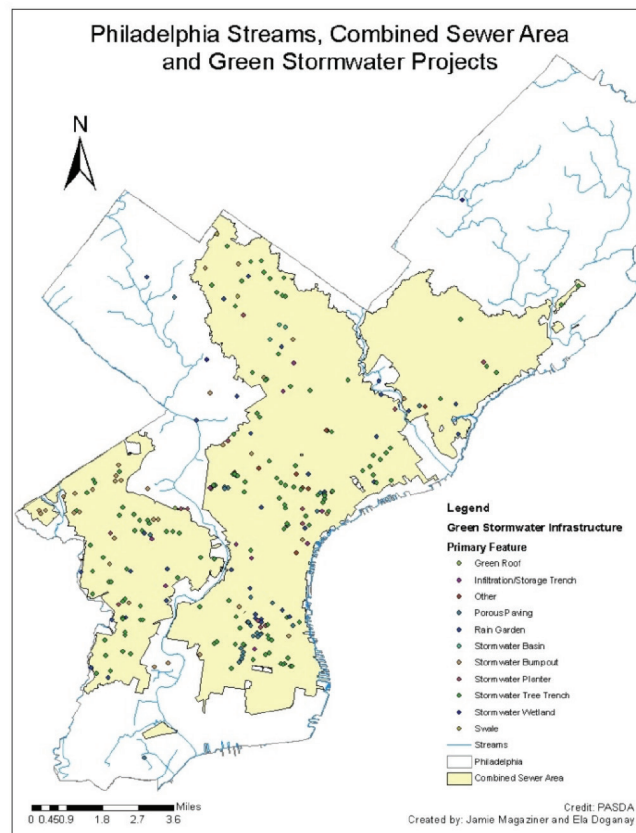 Philadelphia Streams, Combined Sewer Area
and Green Stormwater Projects
N
Legend
Green Stormwater Infrastructure
Primary Feature
Green Roof
Infiltration/Storage Trench
Other
Porous Paving
Rain Garden
Stormwater Basin
Stormwater Bumpout
Stormwater Planter
Stormwater Tree Trench
Stormwater Wetland
Swale
Streams
Philadelphia
Combined Sewer Area
Miles
0 0.450.9 1.8 2.7 3.6
Credit: PASDA
Created by: Jamie Magaziner and Ela Doganay